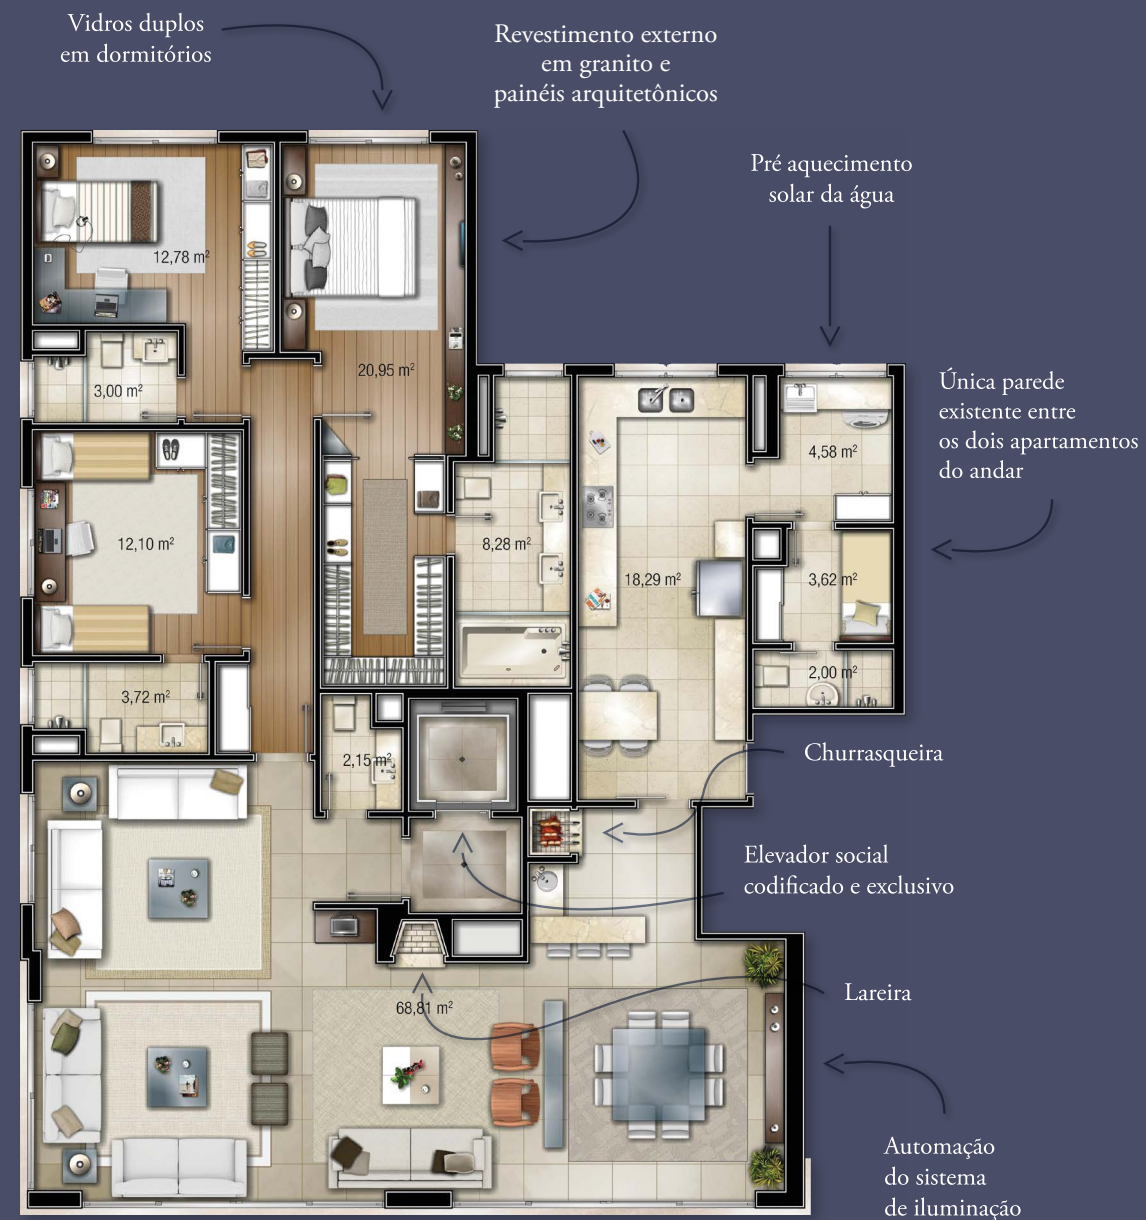 Vidros duplos
em dormitórios
Revestimento externo
em granito e
painéis arquitetônicos
Pré aquecimento
solar da água
Única parede
existente entre
os dois apartamentos
do andar
12,78 m²
20,95 m²
3,00 m²
4,58 m²
12,10 m²
8,28 m²
18,29 m²
3,62 m²
3,72 m²
2,00 m²
2,15 m²
Churrasqueira
Elevador social
codificado e exclusivo
Lareira
68,81 m²
Automação
do sistema
de iluminação